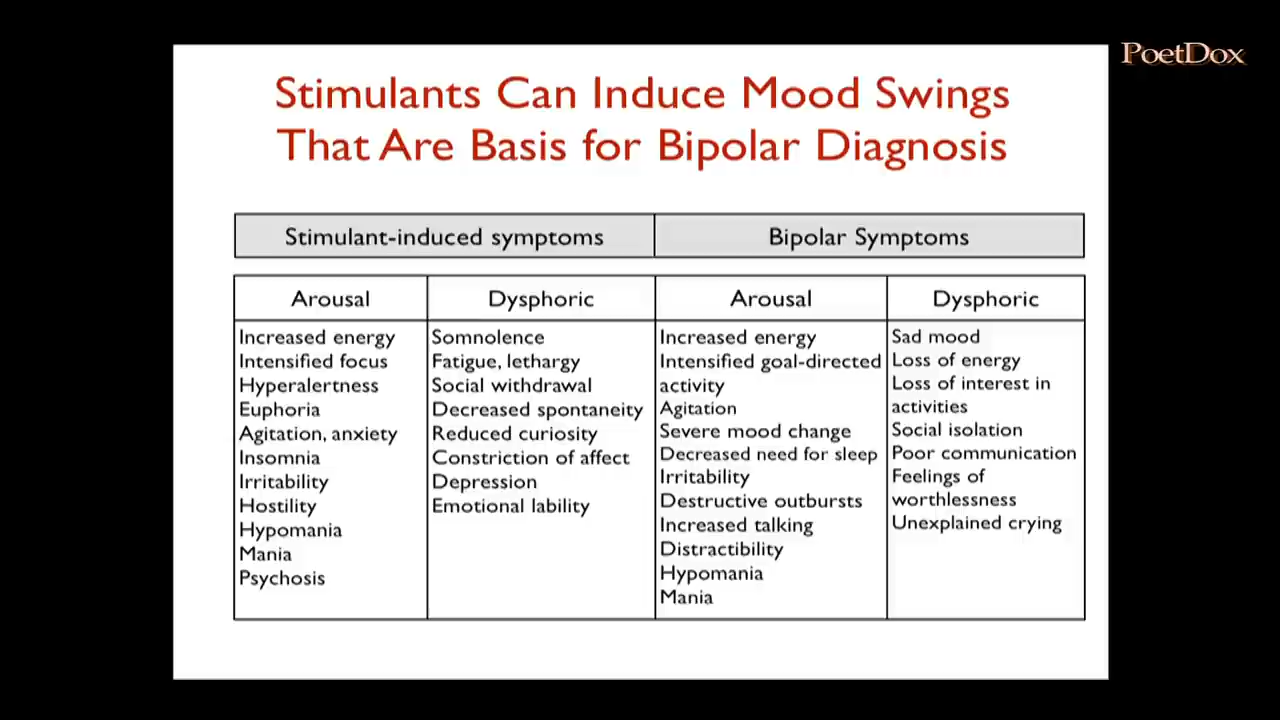 PoetDox
Stimulants Can Induce Mood Swings
That Are Basis for Bipolar Diagnosis
Stimulant-induced symptoms
Bipolar Symptoms
Arousal
Dysphoric
Arousal
Dysphoric
Increased energy
Intensified focus
Hyperalertness
Euphoria
Agitation, anxiety
Insomnia
Irritability
Hostility
Hypomania
Mania
Psychosis
Somnolence
Fatigue, lethargy
Social withdrawal
Decreased spontaneity
Reduced curiosity
Constriction of affect
Depression
Emotional lability
Increased energy
Intensified goal-directed
activity
Agitation
Severe mood change
Decreased need for sleep
Irritability
Destructive outbursts
Increased talking
Distractibility
Hypomania
Mania
Sad mood
Loss of energy
Loss of interest in
activities
Social isolation
Poor communication
Feelings of
worthlessness
Unexplained crying